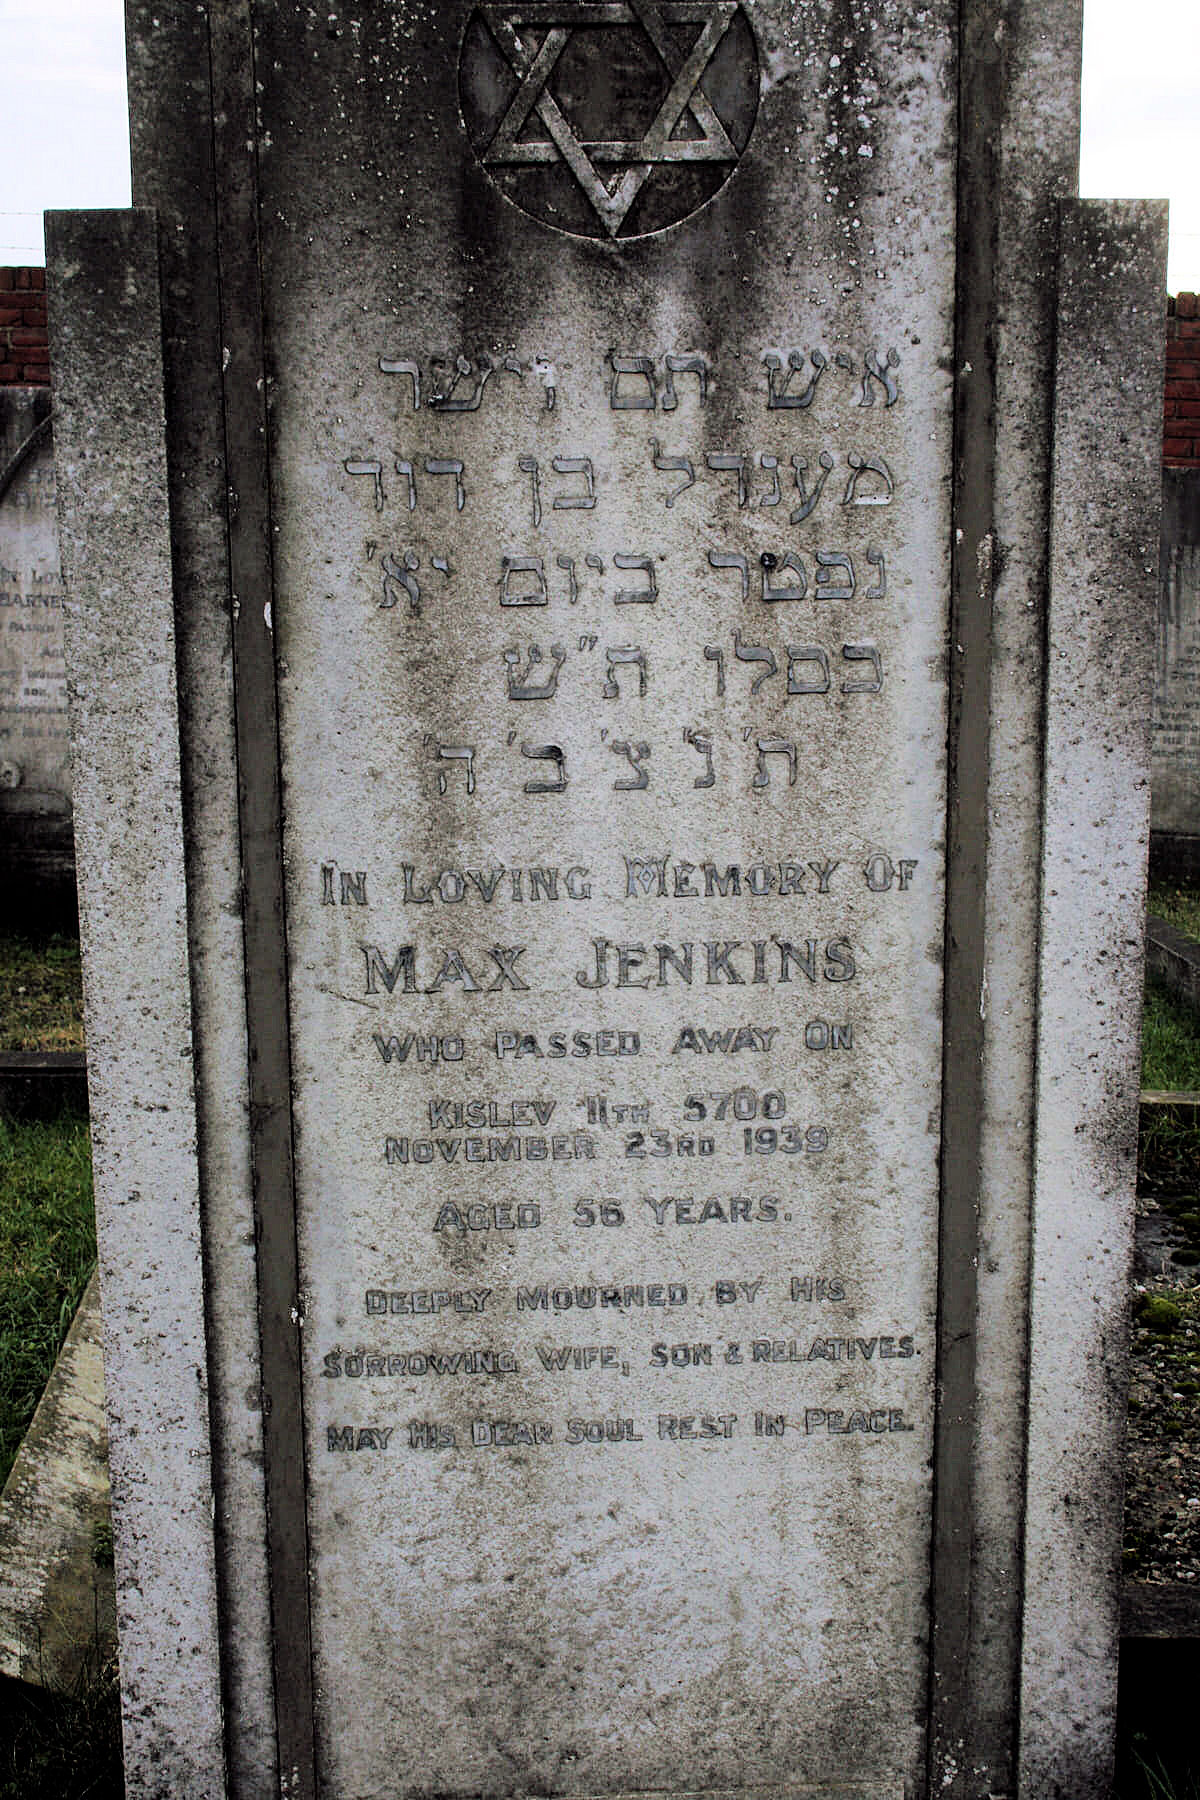 איש תם וישר
מענדל בן דוד
נפטר ביום יא'
בסלו ת"ש
ת'נ'צ'ב'ה'
IN LOVING MEMORY OF
MAX JENKINS
WHO PASSED AWAY ON
KISLEV 11TH 5700
NOVEMBER 23RD 1939
AGED 56 YEARS.
DEEPLY MOURNED BY HIS
SORROWING WIFE, SON & RELATIVES.
MAY HIS DEAR SOUL REST IN PEACE.